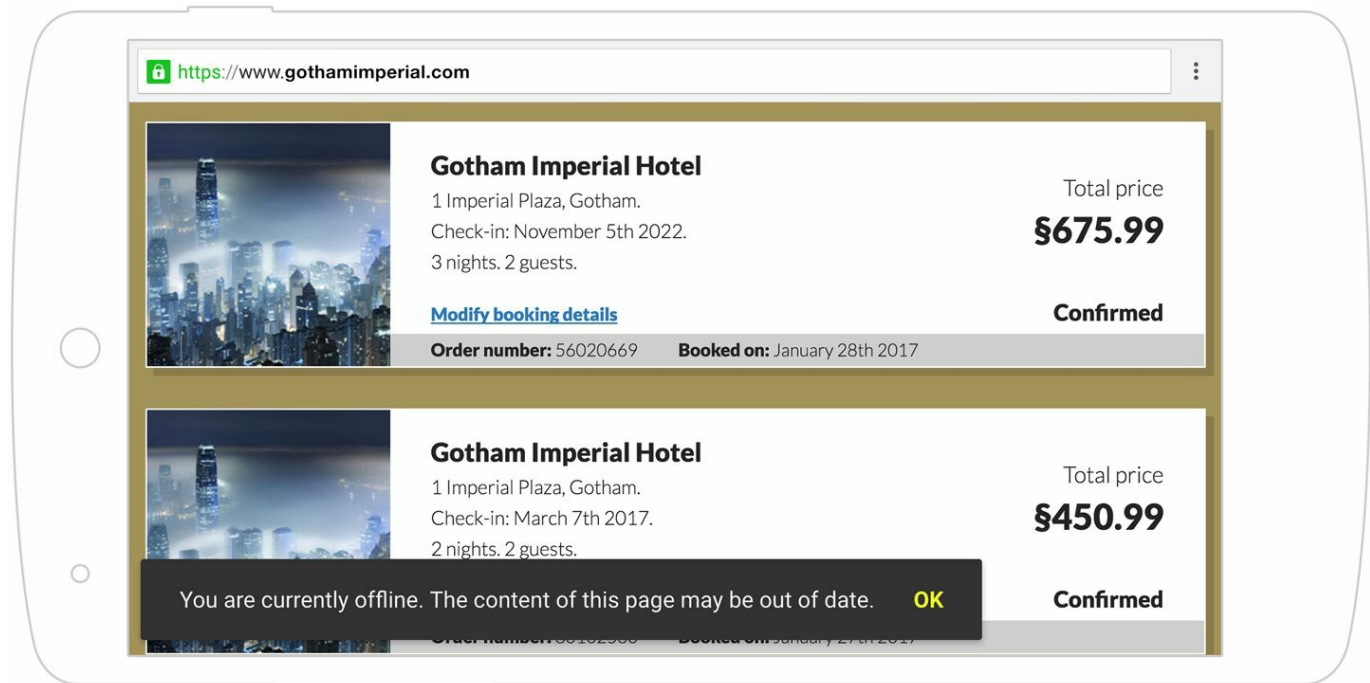 https://www.gothamimperial.com
Gotham Imperial Hotel
1 Imperial Plaza, Gotham.
Check-in: November 5th 2022.
3 nights. 2 guests.
Total price
§675.99
Modify booking details
Confirmed
Order number: 56020669 Booked on: January 28th 2017
Gotham Imperial Hotel
1 Imperial Plaza, Gotham.
Check-in: March 7th 2017.
2 nights. 2 guests.
Total price
§450.99
You are currently offline. The content of this page may be out of date. OK
Confirmed